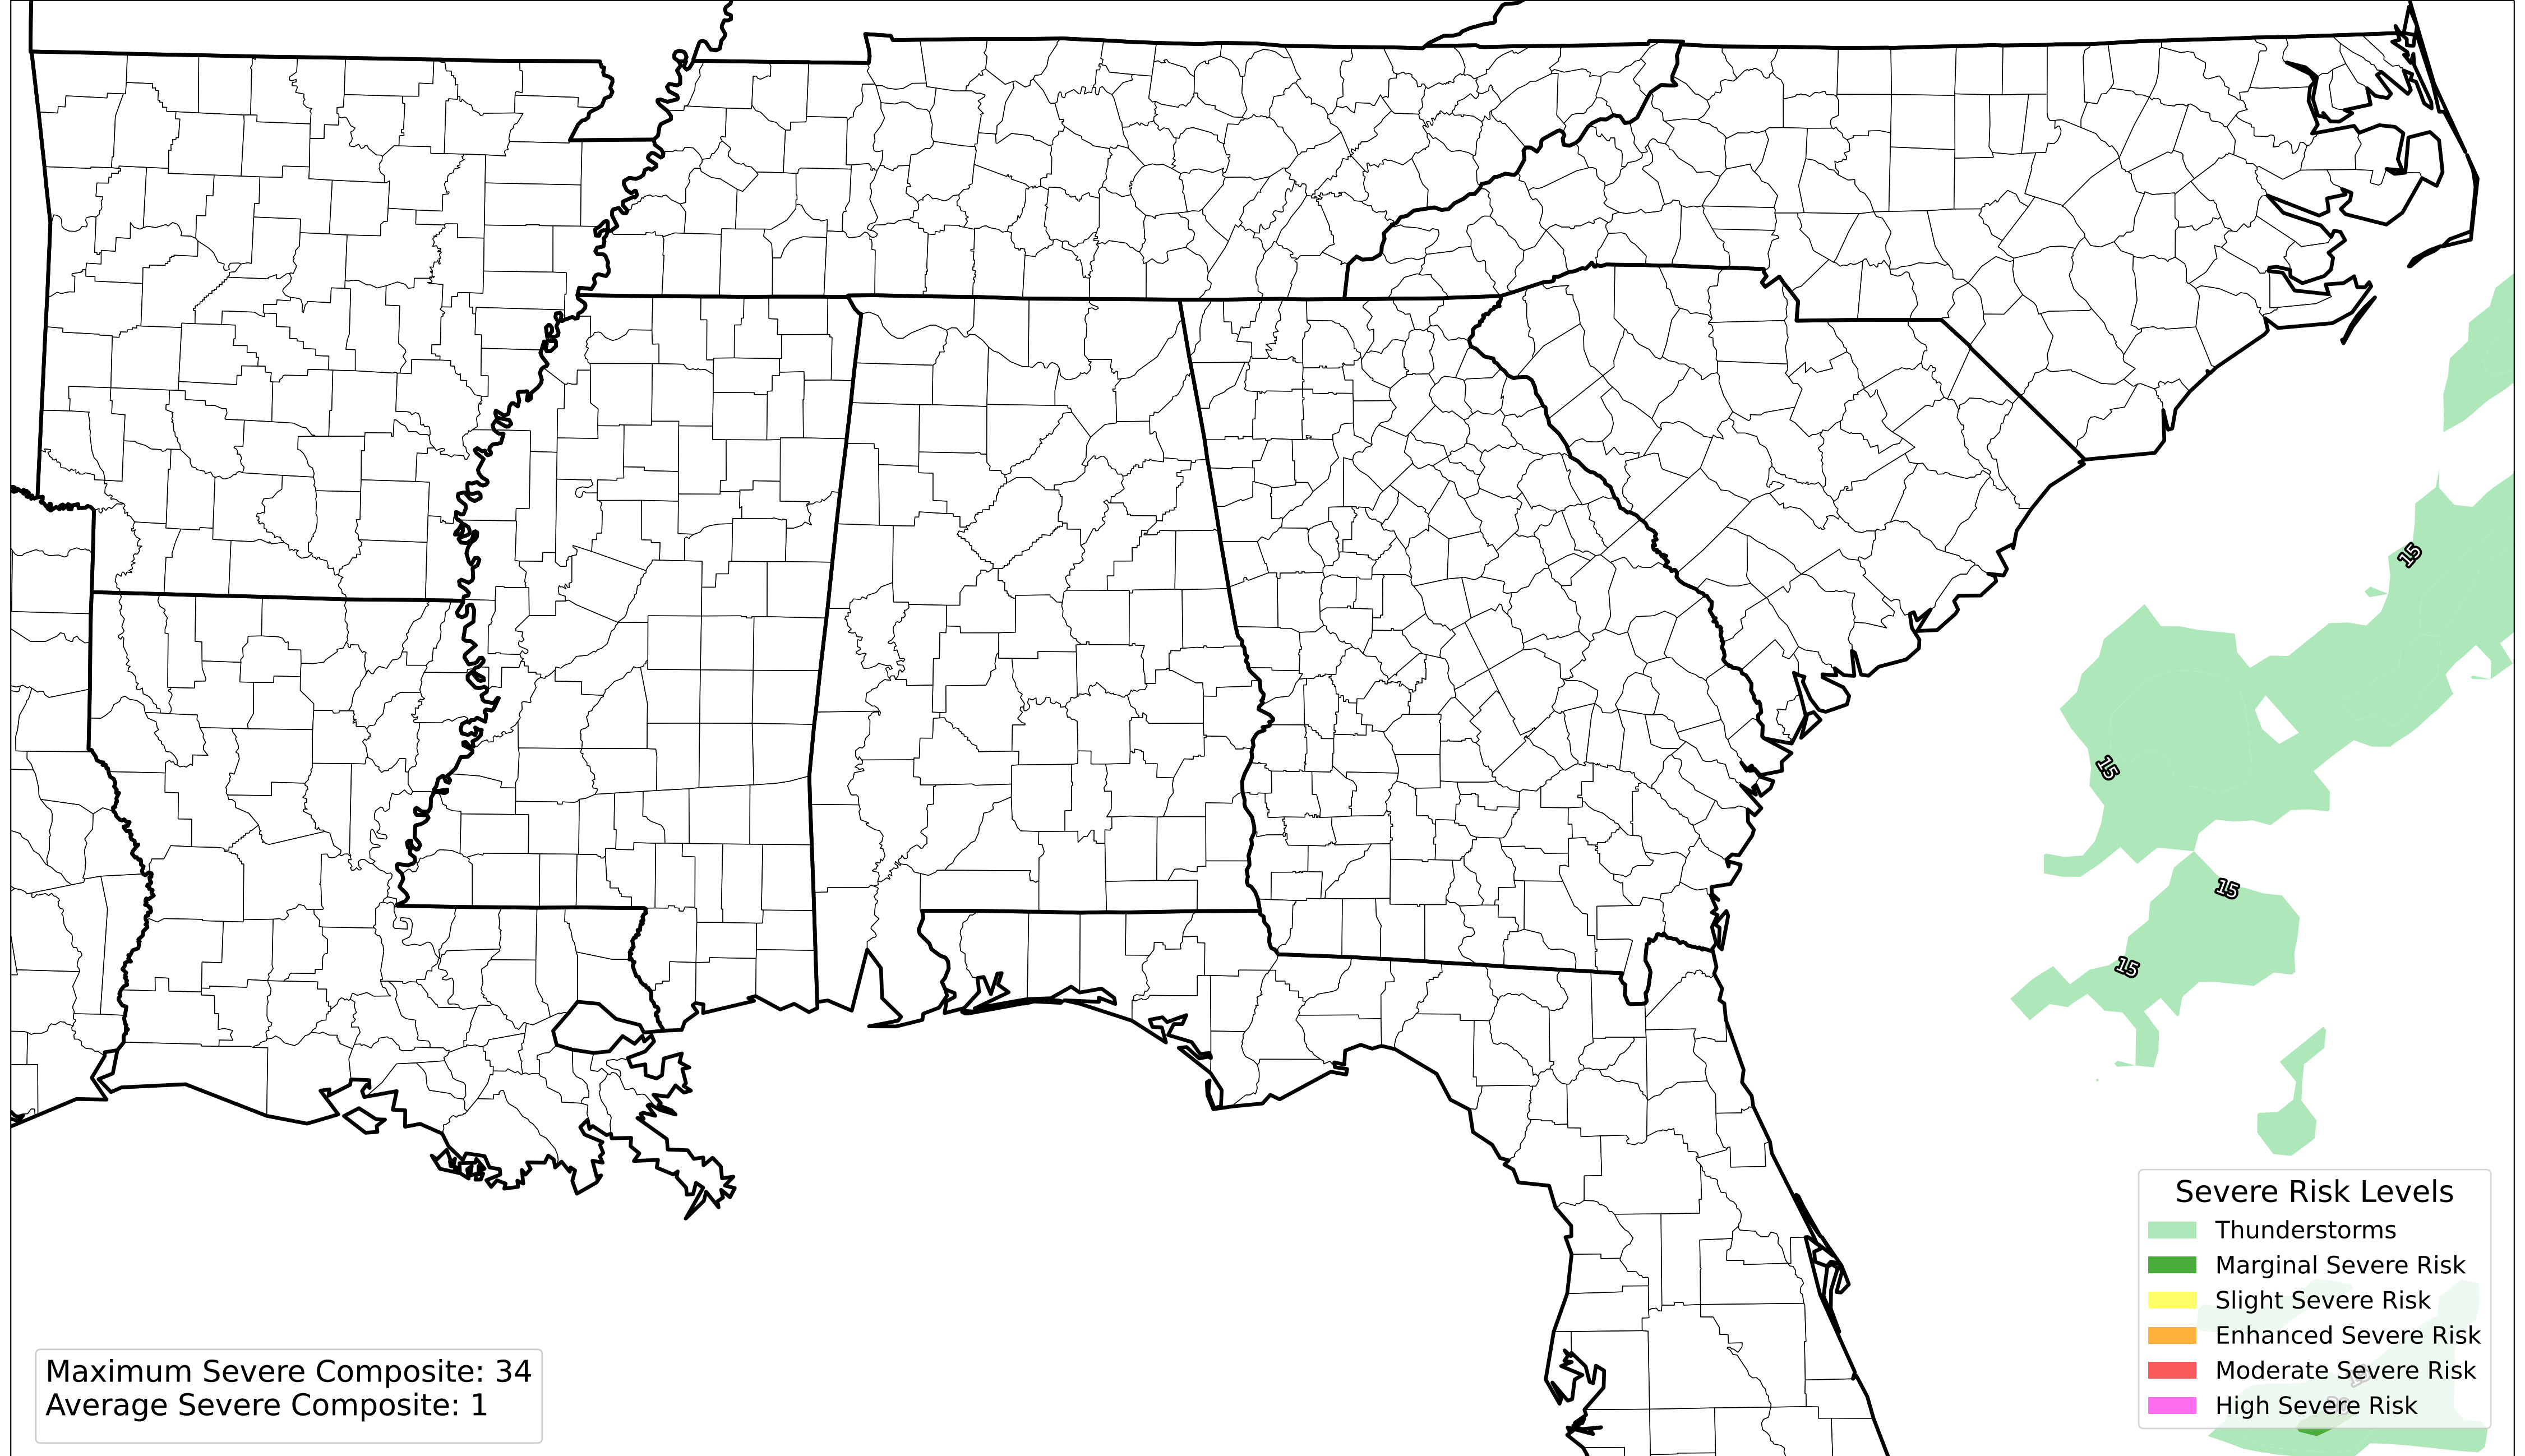 15
15
15
15
Severe Risk Levels
Thunderstorms
Marginal Severe Risk
Slight Severe Risk
Enhanced Severe Risk
Moderate Severe Risk
High Severe Risk
Maximum Severe Composite: 34
Average Severe Composite: 1